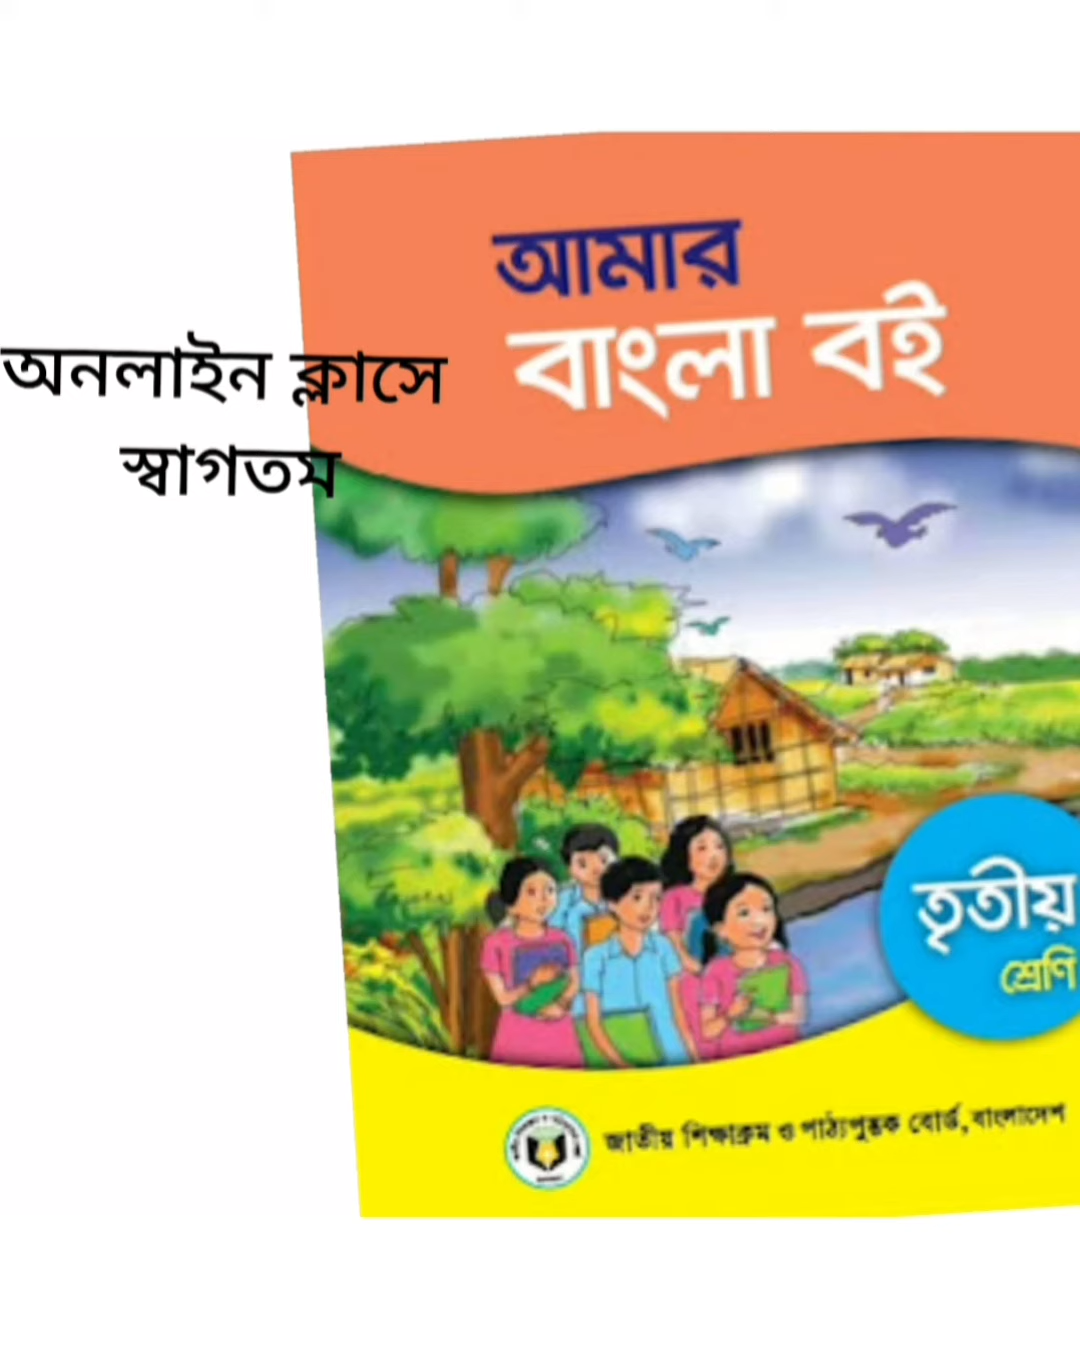 আমার
বাংলা বই
অনলাইন ক্লাসে
স্বাগতম
তৃতীয়
শ্রেণি
জাতীয় শিক্ষাক্রম ও পাঠ্যপুস্তক বোর্ড, বাংলাদেশ